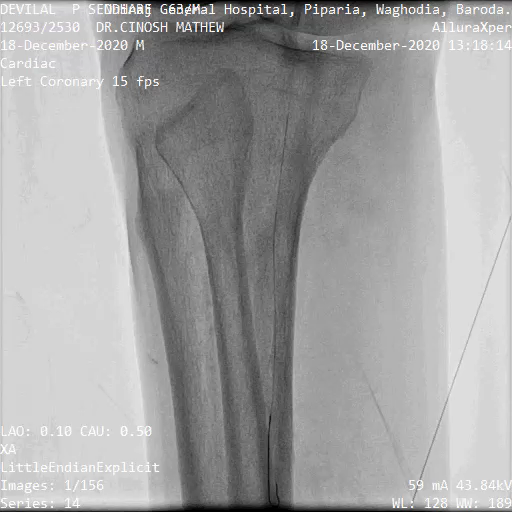 DEVILAL P General Hospital, Piparia, Waghodia, Baroda.
12693/2530 DR.CINOSH MATHEW
AlluraXper
18-December-2020 M
18-December-2020 13:18:14
Cardiac
Left Coronary 15 fps
LAO: 0.10 CAU: 0.50
XA
LittleEndianExplicit
Images: 1/156
59 mA 43.84kV
Series: 14
WL: 128 WW: 189